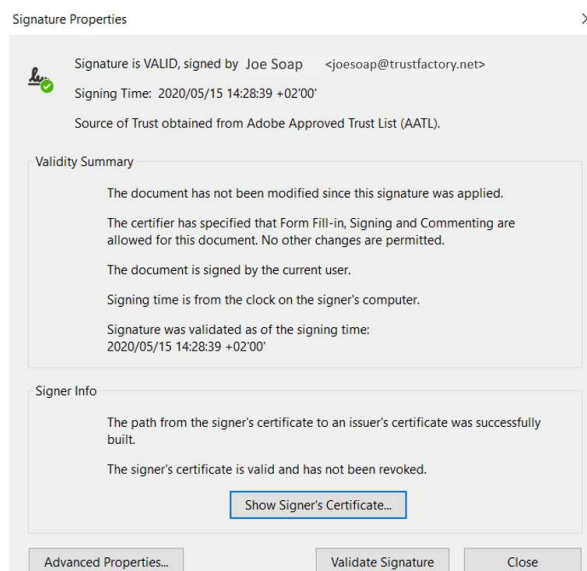 Signature Properties
Signature is VALID, signed by Joe Soap <joesoap@trustfactory.net>
Signing Time: 2020/05/15 14:28:39 +02'00'
Source of Trust obtained from Adobe Approved Trust List (AATL).
Validity Summary
The document has not been modified since this signature was applied.
The certifier has specified that Form Fill-in, Signing and Commenting are
allowed for this document. No other changes are permitted.
The document is signed by the current user.
Signing time is from the clock on the signer's computer.
Signature was validated as of the signing time:
2020/05/15 14:28:39 +02'00'
Signer Info
The path from the signer's certificate to an issuer's certificate was successfully
built.
The signer's certificate is valid and has not been revoked.
Show Signer's Certificate...
Advanced Properties... Validate Signature Close